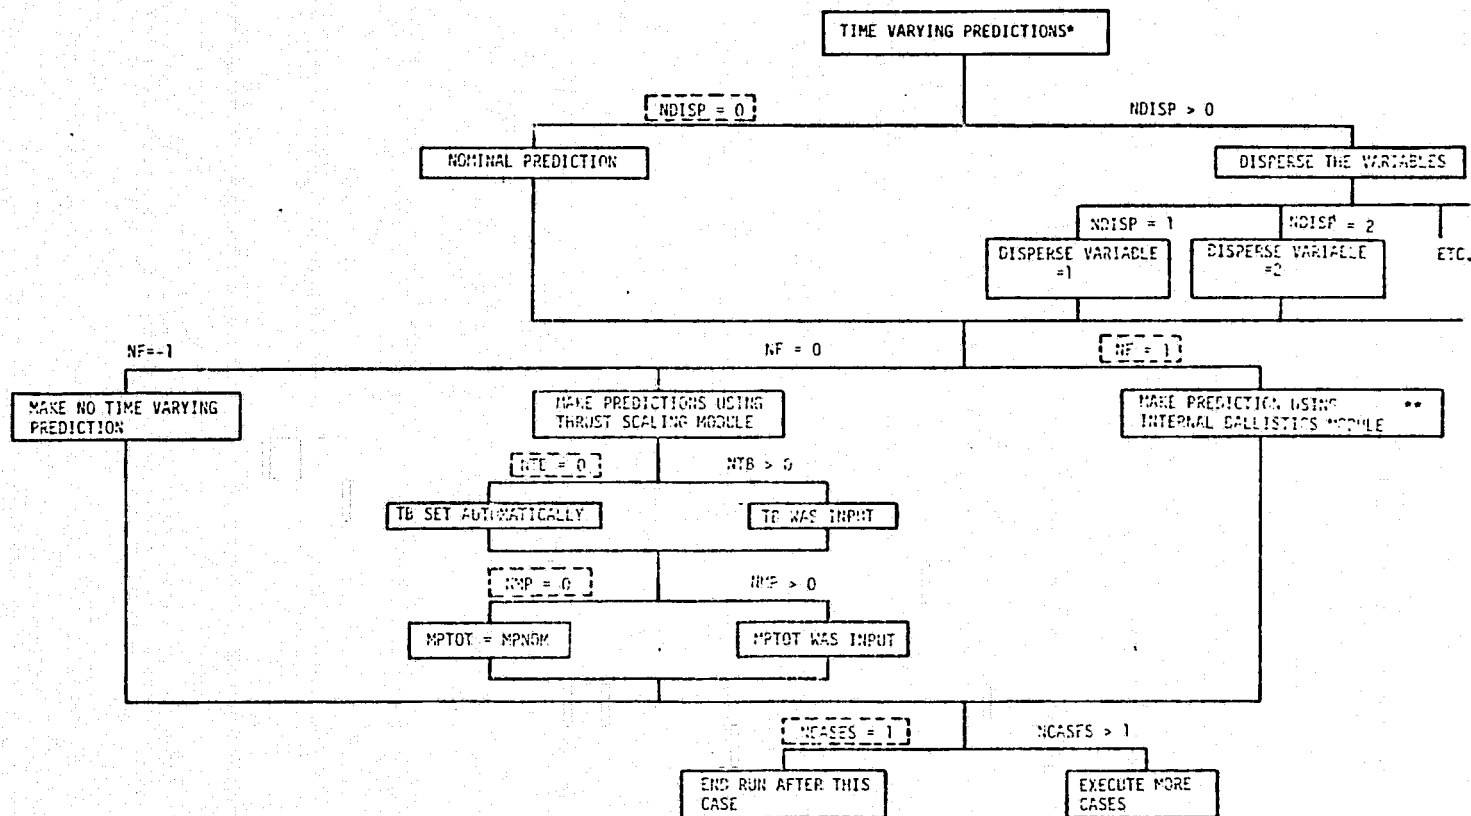 TIME VARYING PREDICTIONS*
NDISP = 0
NDISP > 0
NOMINAL PREDICTION
DISPERSE THE VARIABLES
NDISP = 1
NDISP = 2
DISPERSE VARIABLE
=1
DISPERSE VARIABLE
=2
ETC.
NF=-1
NF = 0
NF = 1
MAKE NO TIME VARYING
PREDICTION
MAKE PREDICTIONS USING
THRUST SCALING MODULE
MAKE PREDICTION USING **
INTERNAL BALLISTICS MODULE
NTB = 0
NTB > 0
TB SET AUTOMATICALLY
TB WAS INPUT
NMP = 0
NMP > 0
MPTOT = MPNOM
MPTOT WAS INPUT
NCASES = 1
NCASES > 1
END RUN AFTER THIS
CASE
EXECUTE MORE
CASES